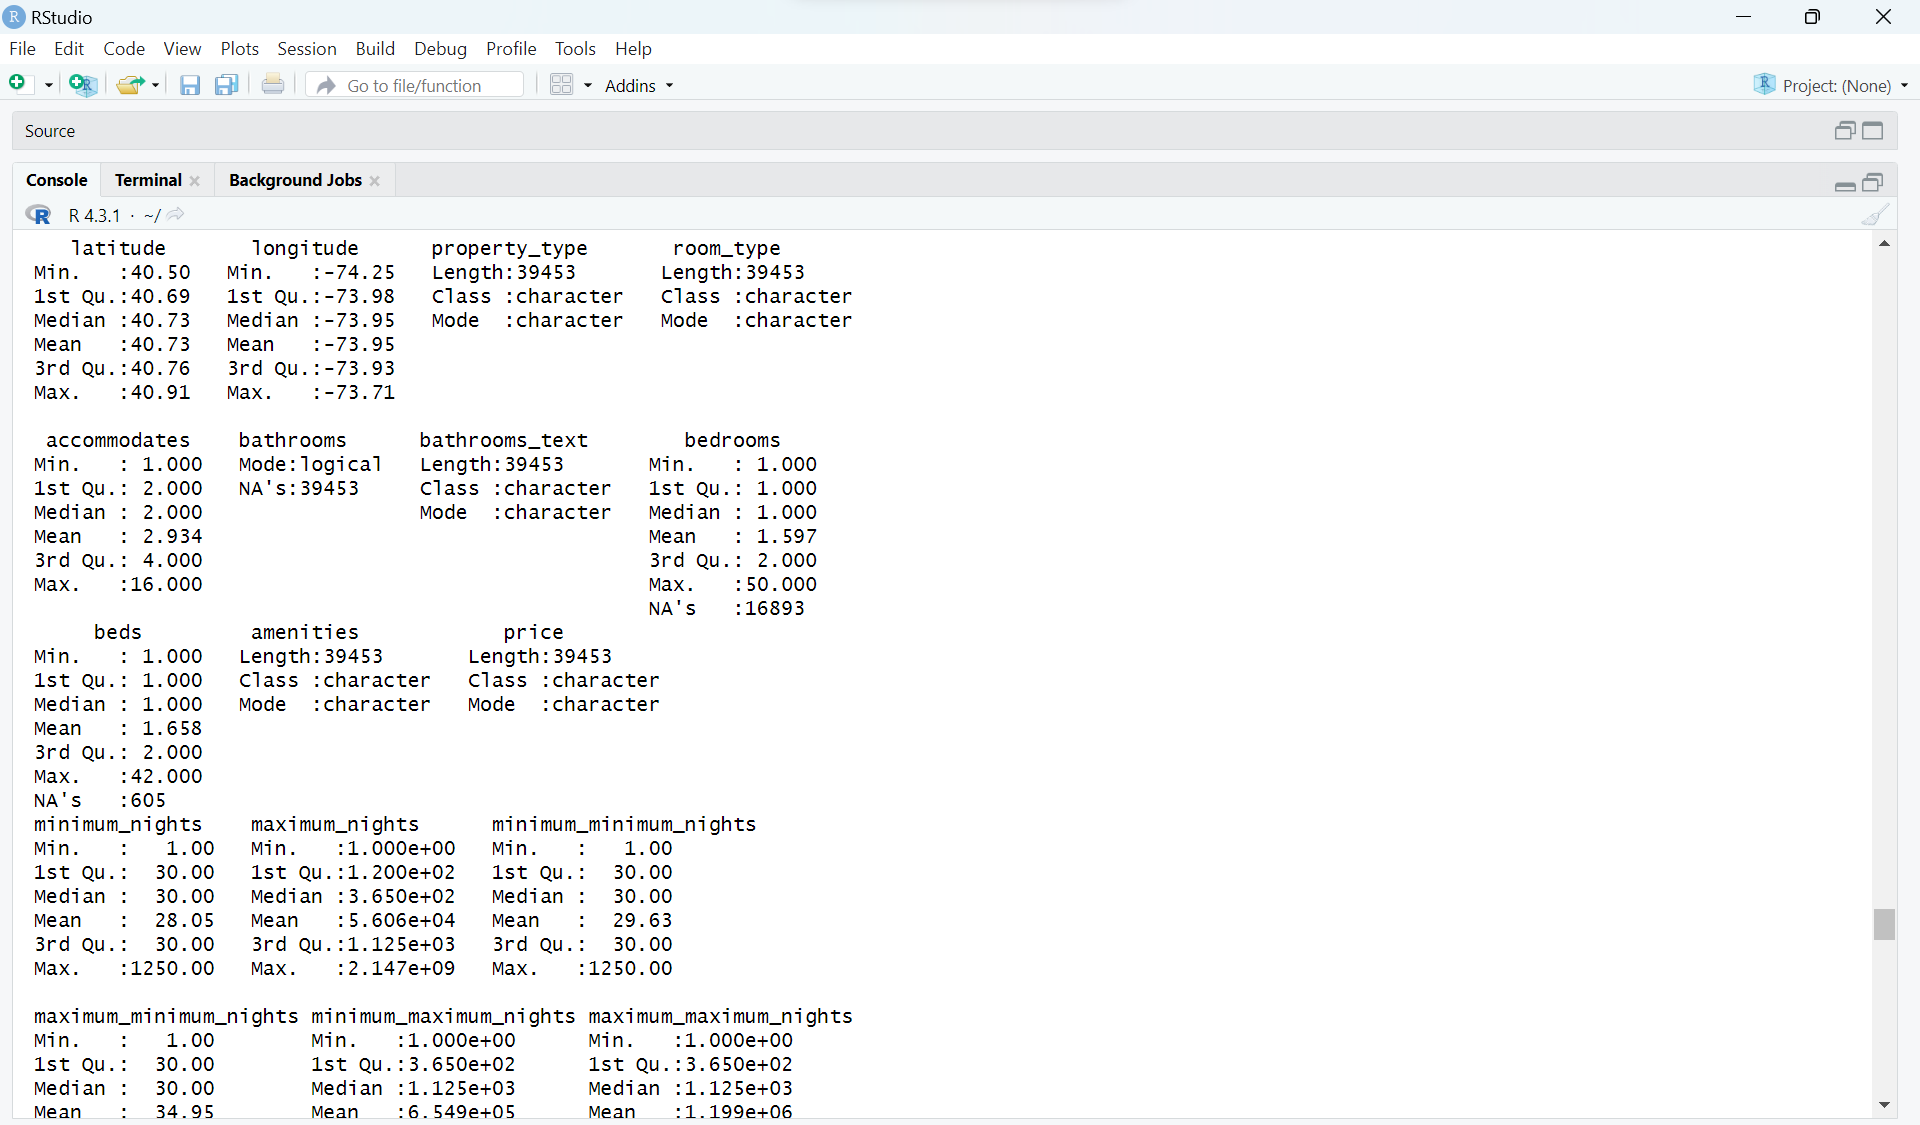 RStudio
File Edit Code View Plots Session Build Debug Profile Tools Help
Go to file/function Addins Project: (None)
Source
Console Terminal Background Jobs
R 4.3.1 · ~/
latitude longitude property_type room_type
Min. :40.50 Min. :-74.25 Length:39453 Length:39453
1st Qu.:40.69 1st Qu.:-73.98 Class :character Class :character
Median :40.73 Median :-73.95 Mode :character Mode :character
Mean :40.73 Mean :-73.95
3rd Qu.:40.76 3rd Qu.:-73.93
Max. :40.91 Max. :-73.71
accommodates bathrooms bathrooms_text bedrooms
Min. : 1.000 Mode:logical Length:39453 Min. : 1.000
1st Qu.: 2.000 NA's:39453 Class :character 1st Qu.: 1.000
Median : 2.000 Mode :character Median : 1.000
Mean : 2.934 Mean : 1.597
3rd Qu.: 4.000 3rd Qu.: 2.000
Max. :16.000 Max. :50.000
NA's :16893
beds amenities price
Min. : 1.000 Length:39453 Length:39453
1st Qu.: 1.000 Class :character Class :character
Median : 1.000 Mode :character Mode :character
Mean : 1.658
3rd Qu.: 2.000
Max. :42.000
NA's :605
minimum_nights maximum_nights minimum_minimum_nights
Min. : 1.00 Min. :1.000e+00 Min. : 1.00
1st Qu.: 30.00 1st Qu.:1.200e+02 1st Qu.: 30.00
Median : 30.00 Median :3.650e+02 Median : 30.00
Mean : 28.05 Mean :5.606e+04 Mean : 29.63
3rd Qu.: 30.00 3rd Qu.:1.125e+03 3rd Qu.: 30.00
Max. :1250.00 Max. :2.147e+09 Max. :1250.00
maximum_minimum_nights minimum_maximum_nights maximum_maximum_nights
Min. : 1.00 Min. :1.000e+00 Min. :1.000e+00
1st Qu.: 30.00 1st Qu.:3.650e+02 1st Qu.:3.650e+02
Median : 30.00 Median :1.125e+03 Median :1.125e+03
Mean : 34.95 Mean :6.549e+05 Mean :1.199e+06